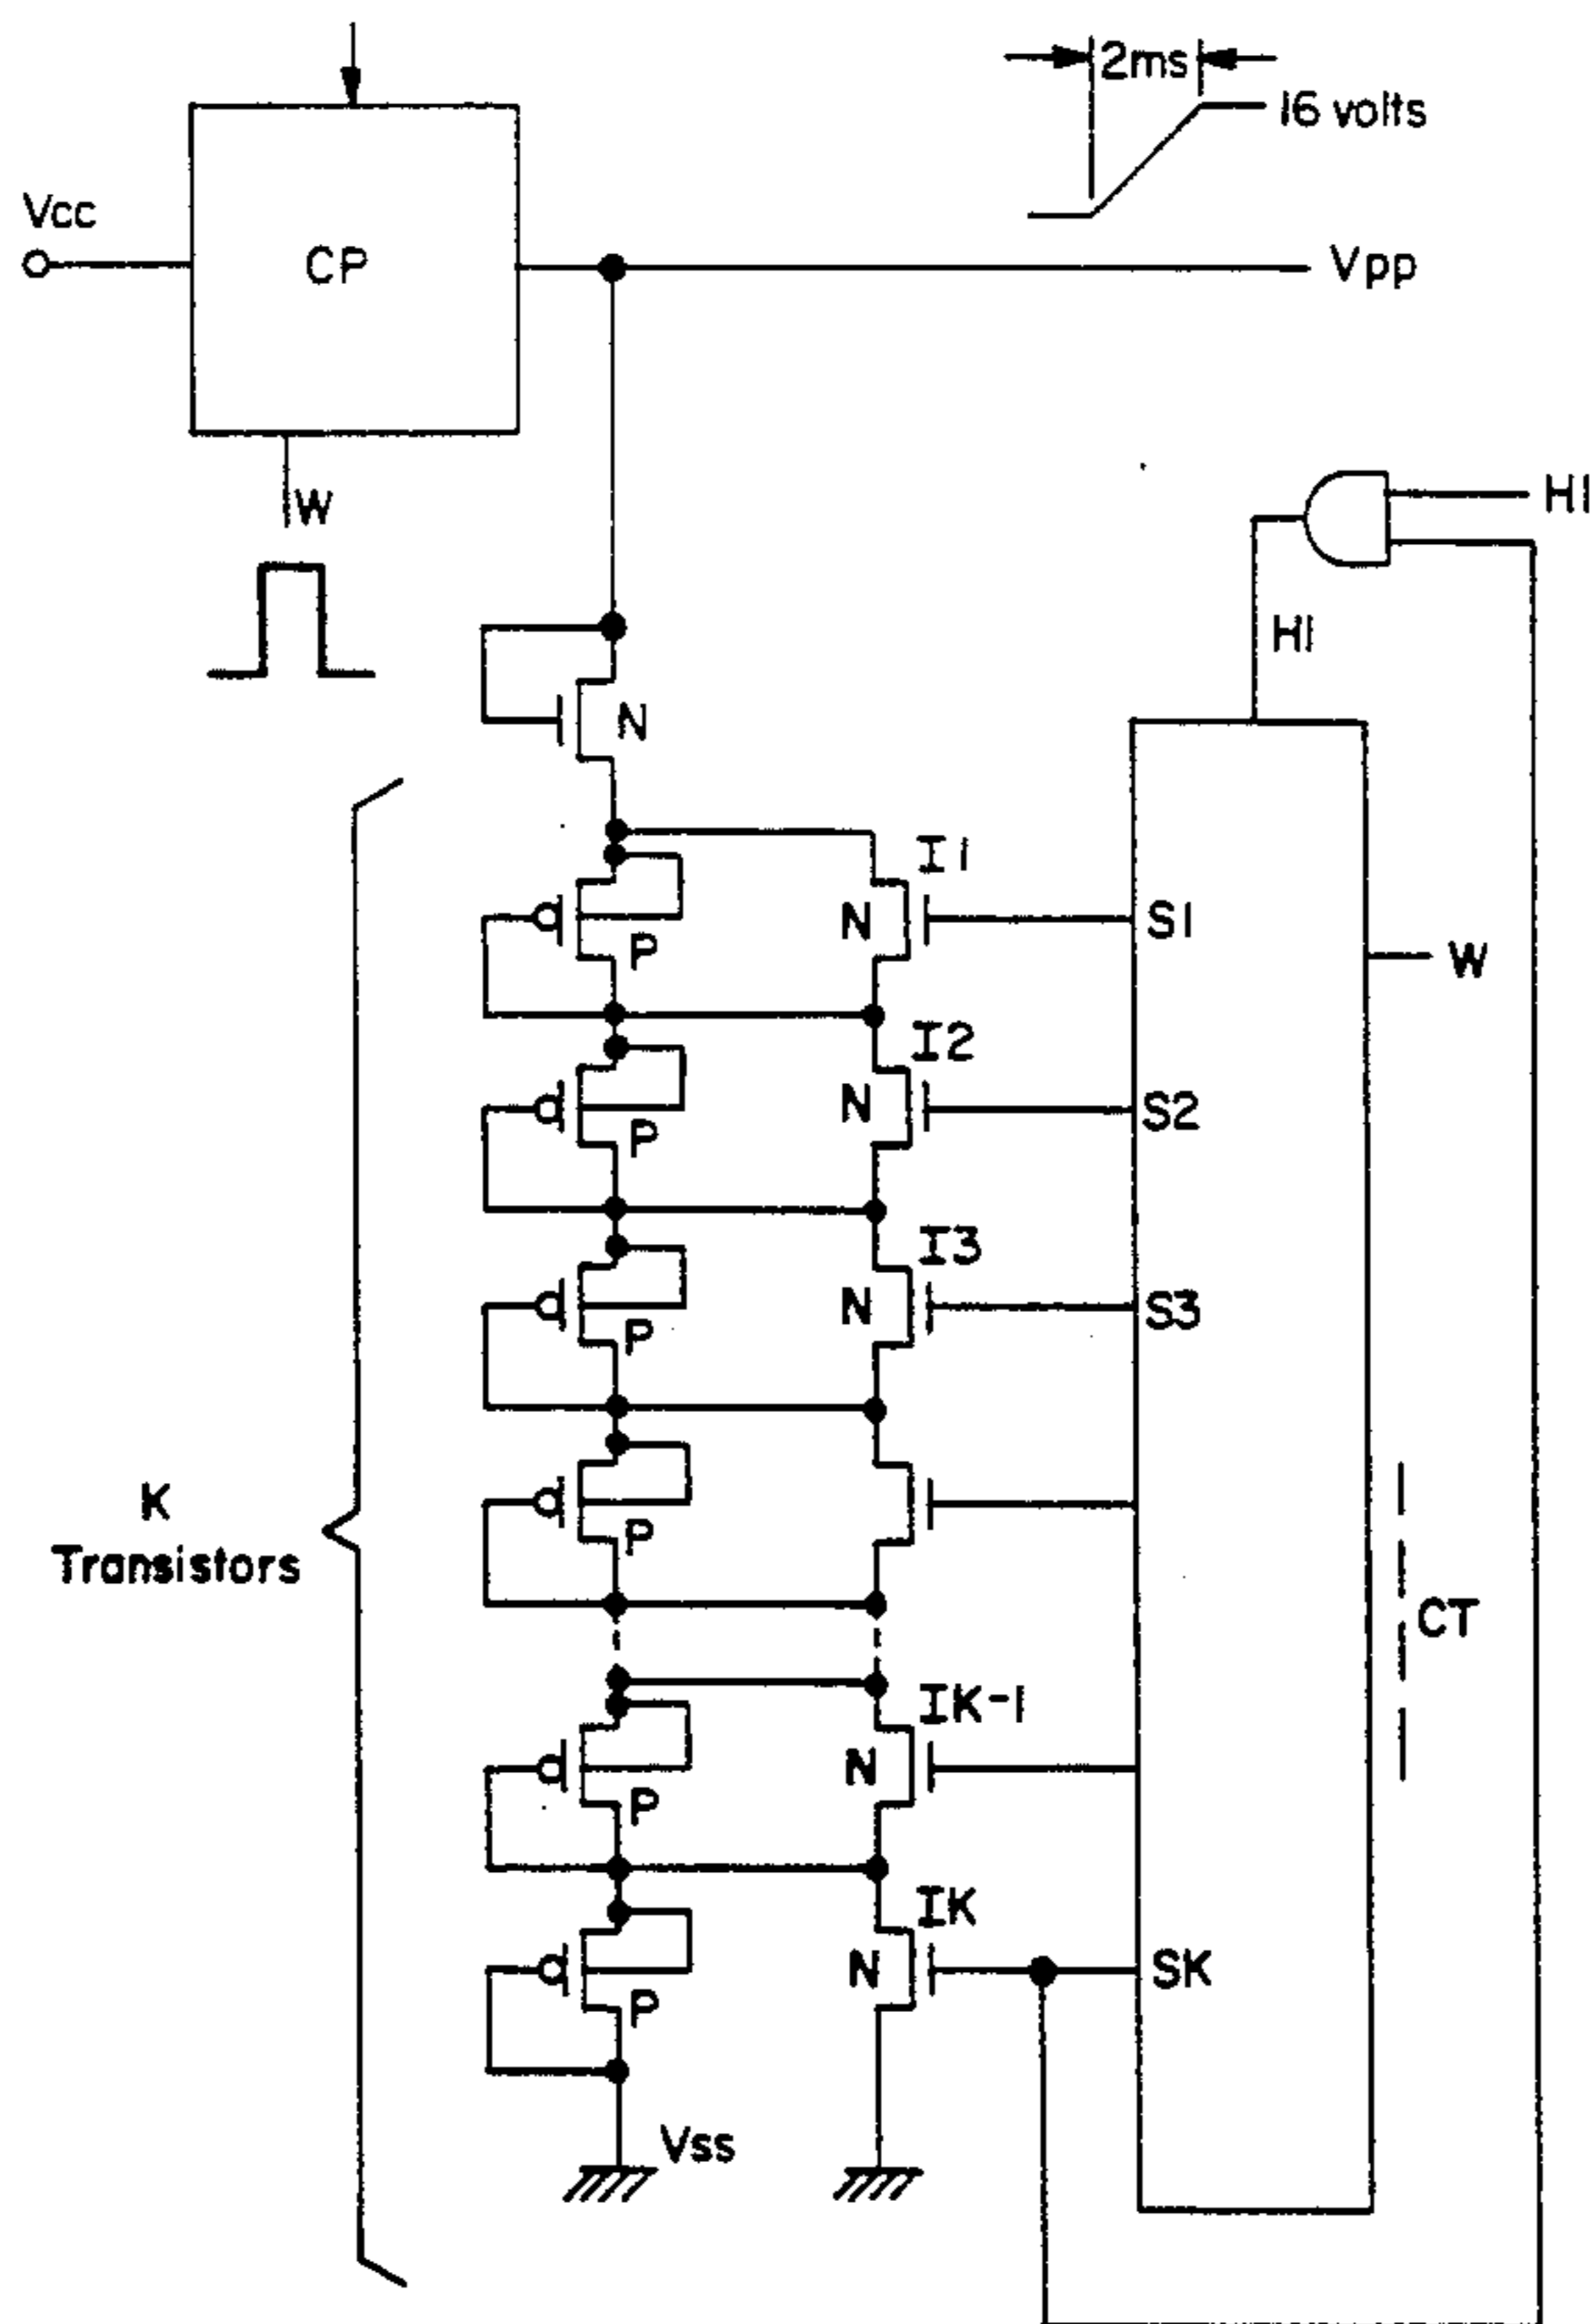 2ms
16 volts
Vcc
CP
Vpp
W
HI
HI
N
I1
N
S1
P
W
I2
N
S2
P
I3
N
S3
P
K
Transistors
P
CT
IK-1
N
P
IK
N
SK
P
Vss